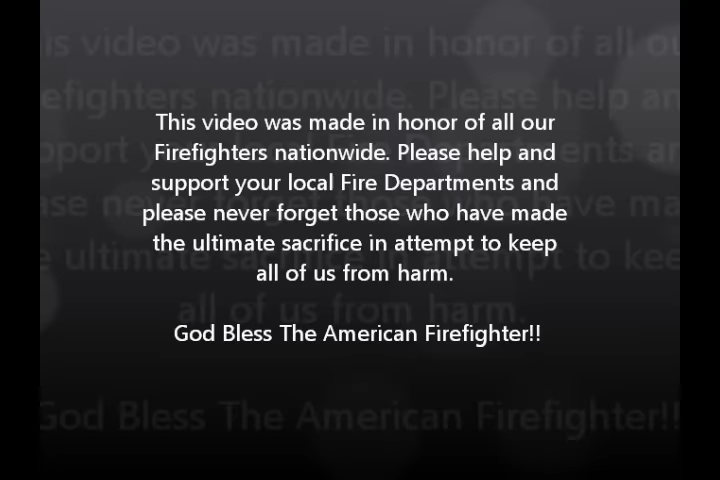 This video was made in honor of all our
Firefighters nationwide. Please help and
support your local Fire Departments and
please never forget those who have made
the ultimate sacrifice in attempt to keep
all of us from harm.
God Bless The American Firefighter!!